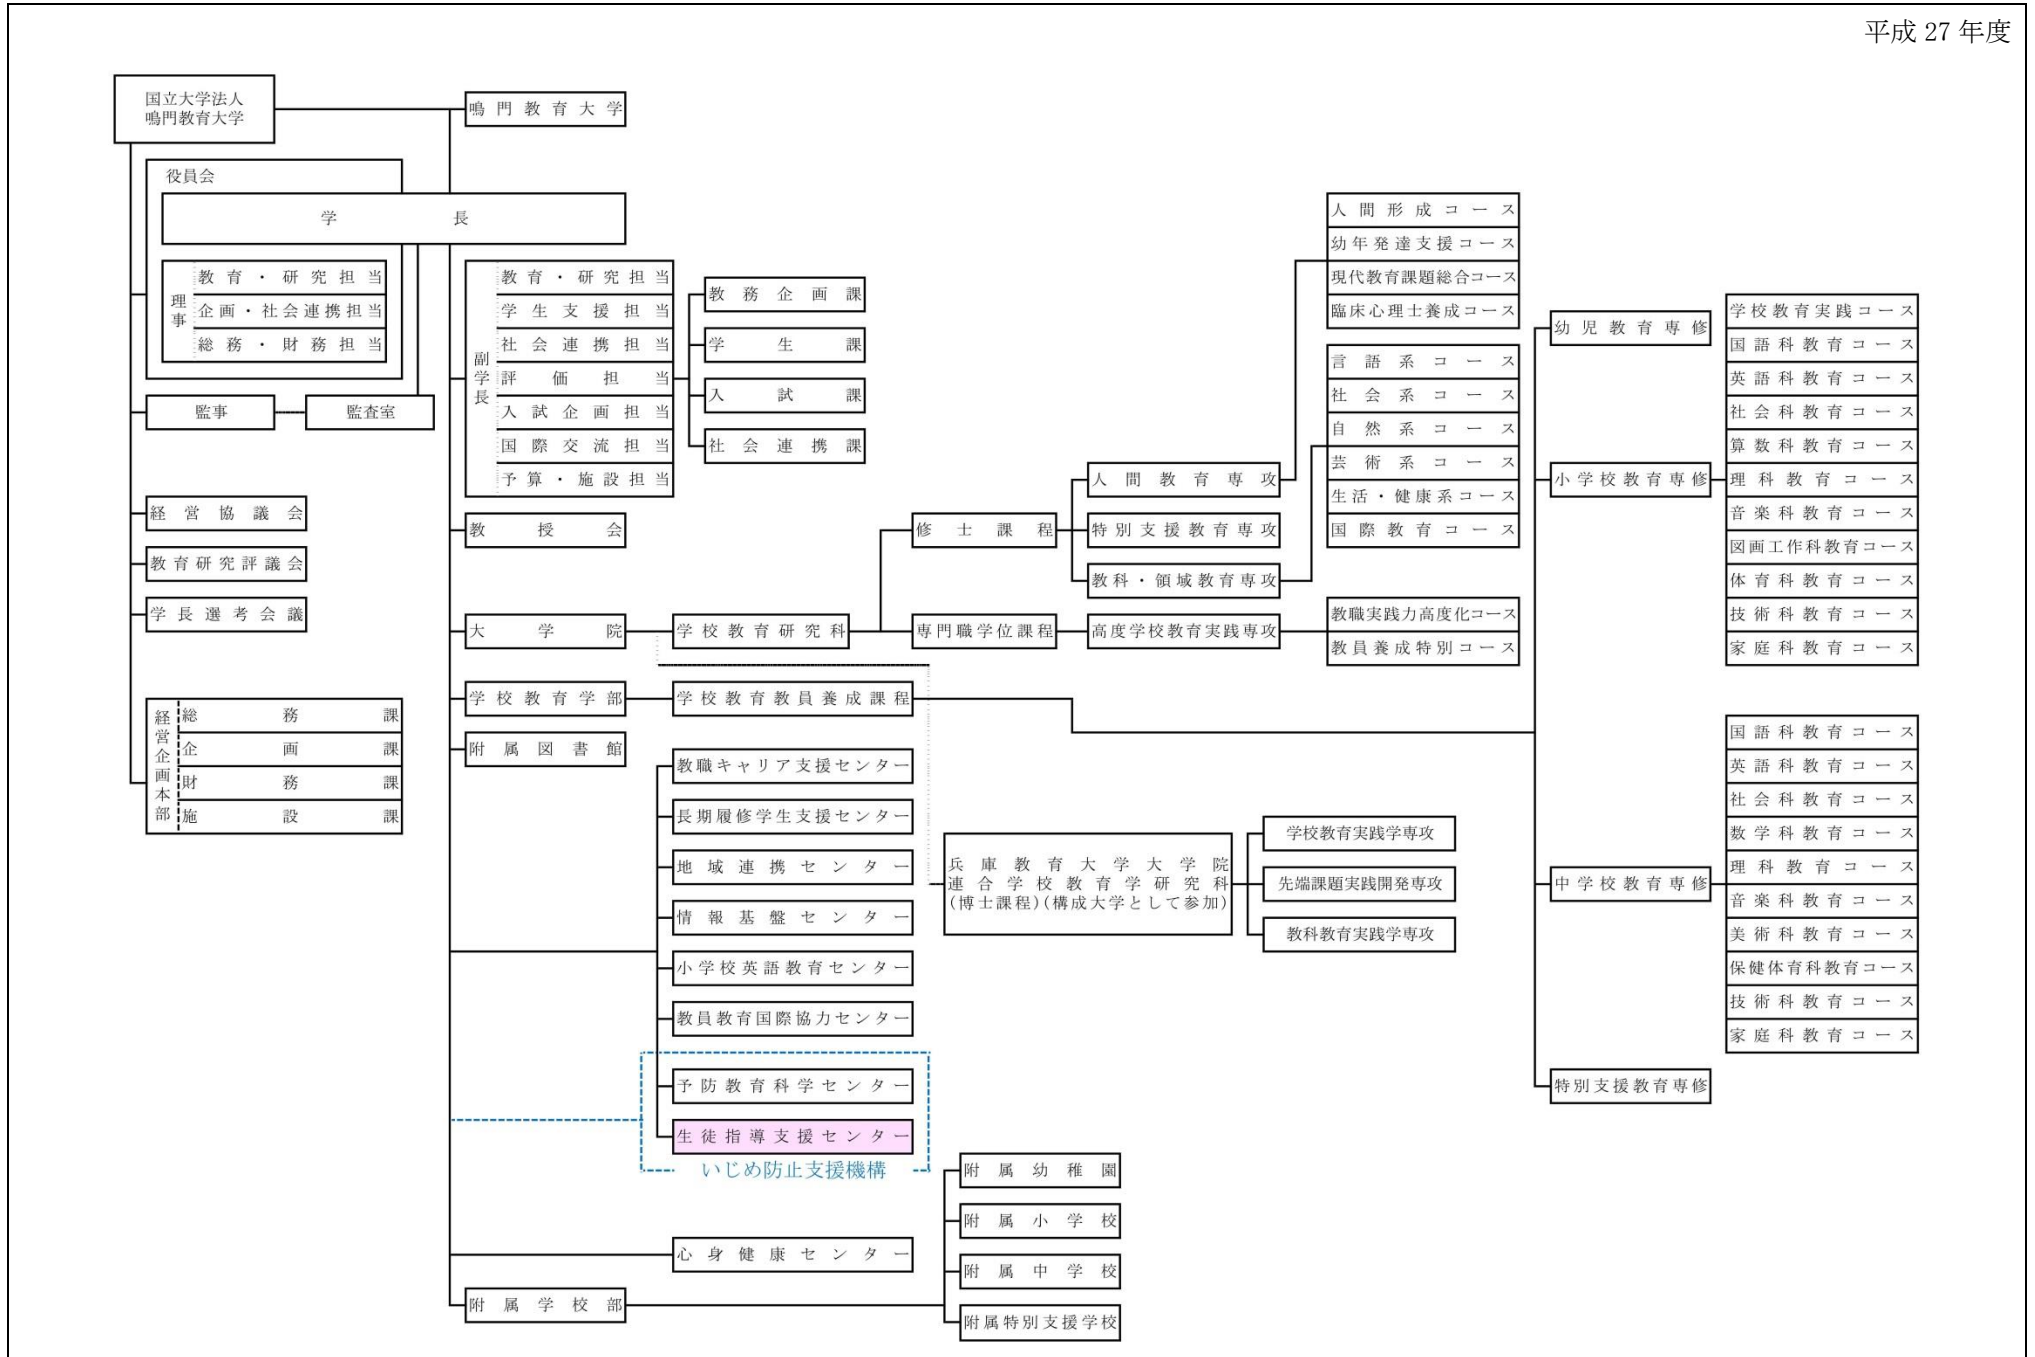 平成 27 年度
国立大学法人
鳴門教育大学
鳴門教育大学
役員会
学長
理事
教育・研究担当
企画・社会連携担当
総務・財務担当
監事
監査室
経営協議会
教育研究評議会
学長選考会議
経営企画本部
総務課
企画課
財務課
施設課
副学長
教育・研究担当
学生支援担当
社会連携担当
評価担当
入試企画担当
国際交流担当
予算・施設担当
教務企画課
学生課
入試課
社会連携課
教授会
大学院
学校教育研究科
修士課程
人間教育専攻
特別支援教育専攻
教科・領域教育専攻
人間形成コース
幼年発達支援コース
現代教育課題総合コース
臨床心理士養成コース
言語系コース
社会系コース
自然系コース
芸術系コース
生活・健康系コース
国際教育コース
専門職学位課程
高度学校教育実践専攻
教職実践力高度化コース
教員養成特別コース
学校教育学部
学校教育教員養成課程
幼児教育専修
小学校教育専修
学校教育実践コース
国語科教育コース
英語科教育コース
社会科教育コース
算数科教育コース
理科教育コース
音楽科教育コース
図画工作科教育コース
体育科教育コース
技術科教育コース
家庭科教育コース
中学校教育専修
国語科教育コース
英語科教育コース
社会科教育コース
数学科教育コース
理科教育コース
音楽科教育コース
美術科教育コース
保健体育科教育コース
技術科教育コース
家庭科教育コース
特別支援教育専修
附属図書館
教職キャリア支援センター
長期履修学生支援センター
地域連携センター
情報基盤センター
小学校英語教育センター
教員教育国際協力センター
予防教育科学センター
生徒指導支援センター
いじめ防止支援機構
兵庫教育大学大学院
連合学校教育学研究科
(博士課程)(構成大学として参加)
学校教育実践学専攻
先端課題実践開発専攻
教科教育実践学専攻
心身健康センター
附属学校部
附属幼稚園
附属小学校
附属中学校
附属特別支援学校